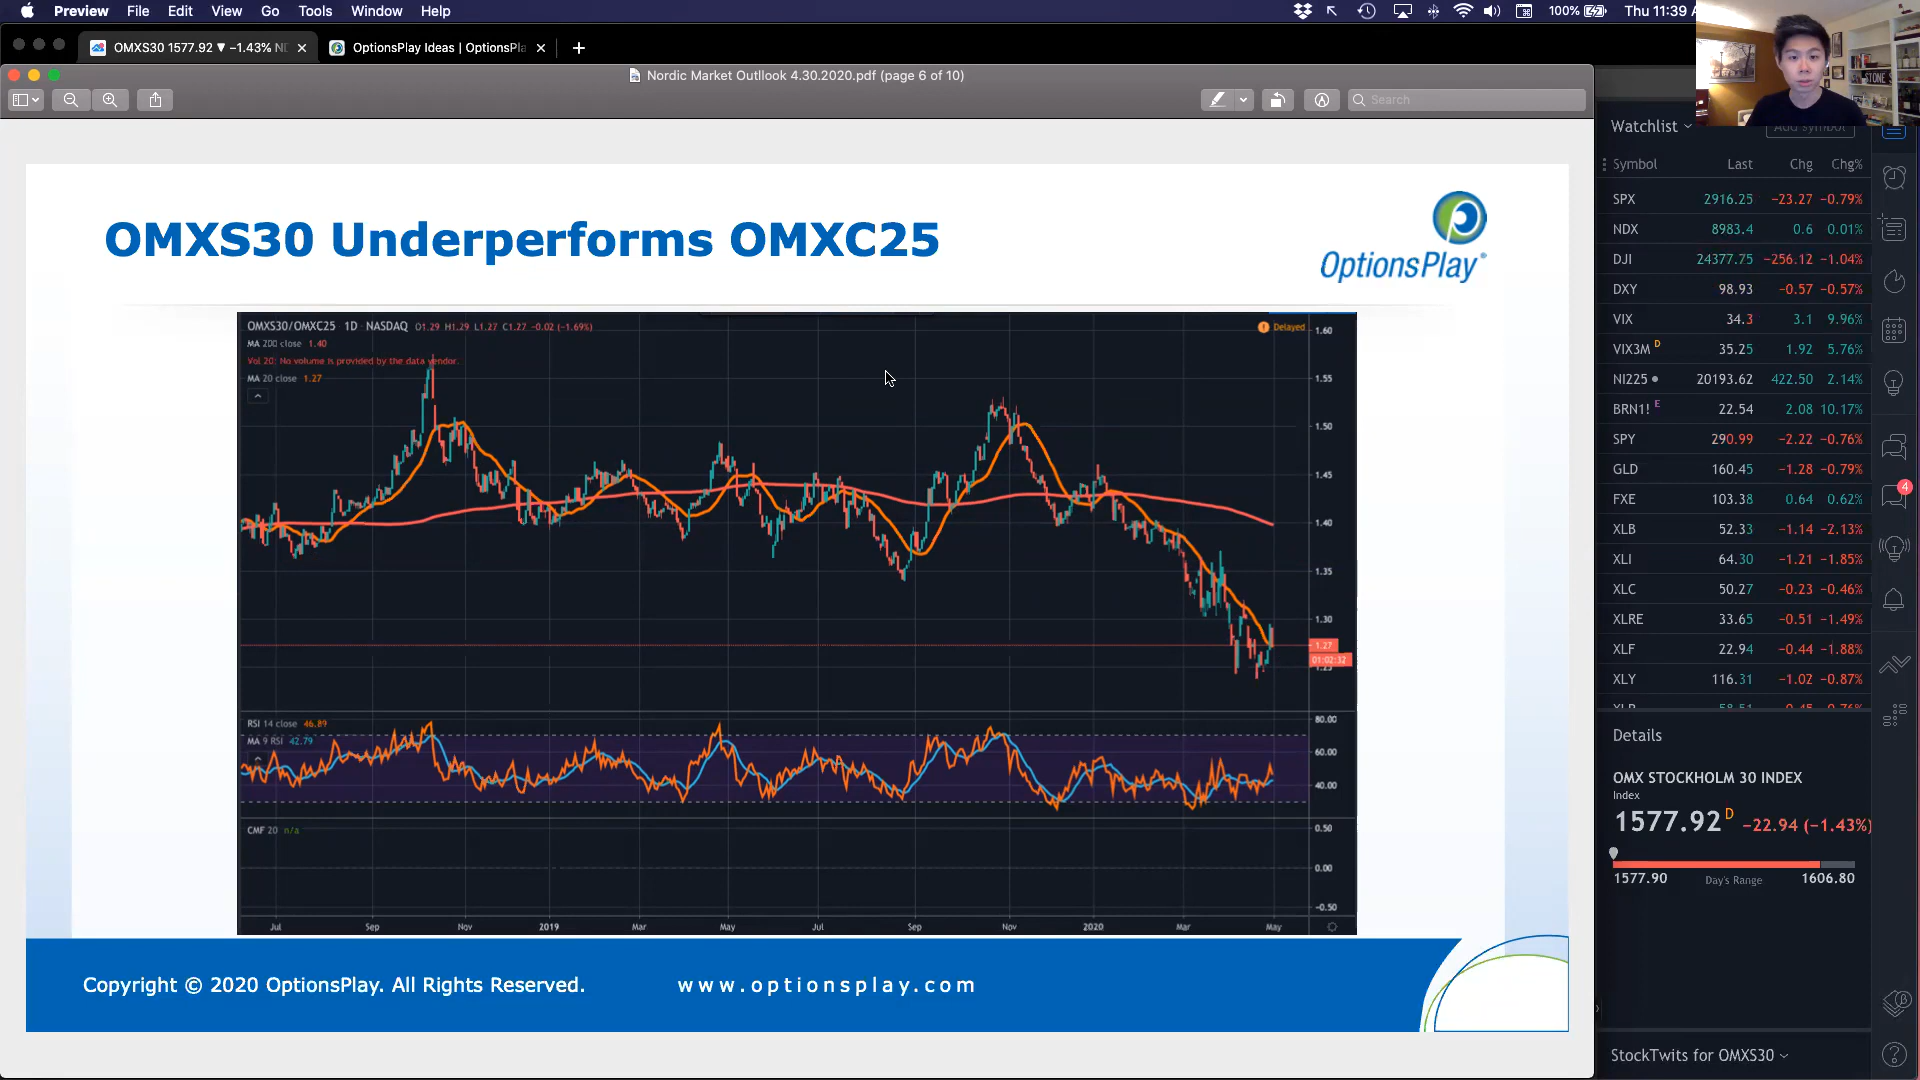 Preview File Edit View Go Tools Window Help
100% Thu 11:39
OMXS30 1577.92 ▼ −1.43%
OptionsPlay Ideas | OptionsPla
Nordic Market Outllook 4.30.2020.pdf (page 6 of 10)
Search
OMXS30 Underperforms OMXC25
OptionsPlay
OMXS30/OMXC25 1D NASDAQ O1.29 H1.29 L1.27 C1.27 −0.02 (−1.69%)
MA 200 close 1.40
Vol 20: No volume is provided by the data vendor.
MA 20 close 1.27
Delayed
1.60
1.55
1.50
1.45
1.40
1.35
1.30
1.27
01:02:32
1.25
RSI 14 close 46.89
MA 9 RSI 42.79
80.00
60.00
40.00
CMF 20 n/a
0.50
0.00
−0.50
Jul Sep Nov 2019 Mar May Jul Sep Nov 2020 Mar May
Copyright © 2020 OptionsPlay. All Rights Reserved.
www.optionsplay.com
STONE
Watchlist
Add symbol
Symbol Last Chg Chg%
SPX 2916.25 −23.27 −0.79%
NDX 8983.4 0.6 0.01%
DJI 24377.75 −256.12 −1.04%
DXY 98.93 −0.57 −0.57%
VIX 34.3 3.1 9.96%
VIX3M D 35.25 1.92 5.76%
NI225 20193.62 422.50 2.14%
BRN1! E 22.54 2.08 10.17%
SPY 290.99 −2.22 −0.76%
GLD 160.45 −1.28 −0.79%
FXE 103.38 0.64 0.62%
XLB 52.33 −1.14 −2.13%
XLI 64.30 −1.21 −1.85%
XLC 50.27 −0.23 −0.46%
XLRE 33.65 −0.51 −1.49%
XLF 22.94 −0.44 −1.88%
XLY 116.31 −1.02 −0.87%
4
Details
OMX STOCKHOLM 30 INDEX
Index
1577.92 D −22.94 (−1.43%)
1577.90 Day's Range 1606.80
StockTwits for OMXS30